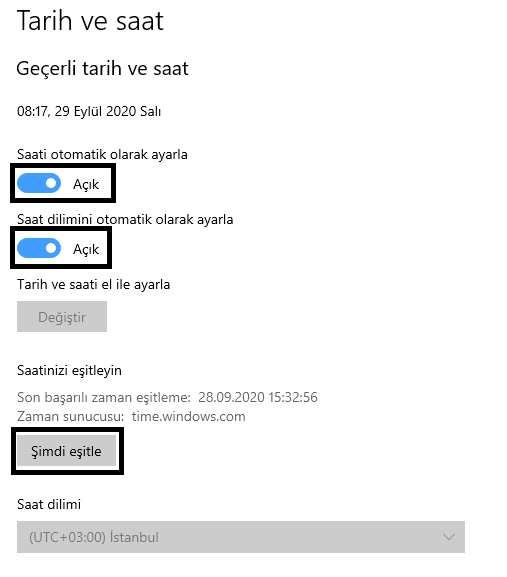 Tarih ve saat
Geçerli tarih ve saat
08:17, 29 Eylül 2020 Salı
Saati otomatik olarak ayarla
Açık
Saat dilimini otomatik olarak ayarla
Açık
Tarih ve saati el ile ayarla
Değiştir
Saatinizi eşitleyin
Son başarılı zaman eşitleme: 28.09.2020 15:32:56
Zaman sunucusu: time.windows.com
Şimdi eşitle
Saat dilimi
(UTC+03:00) İstanbul